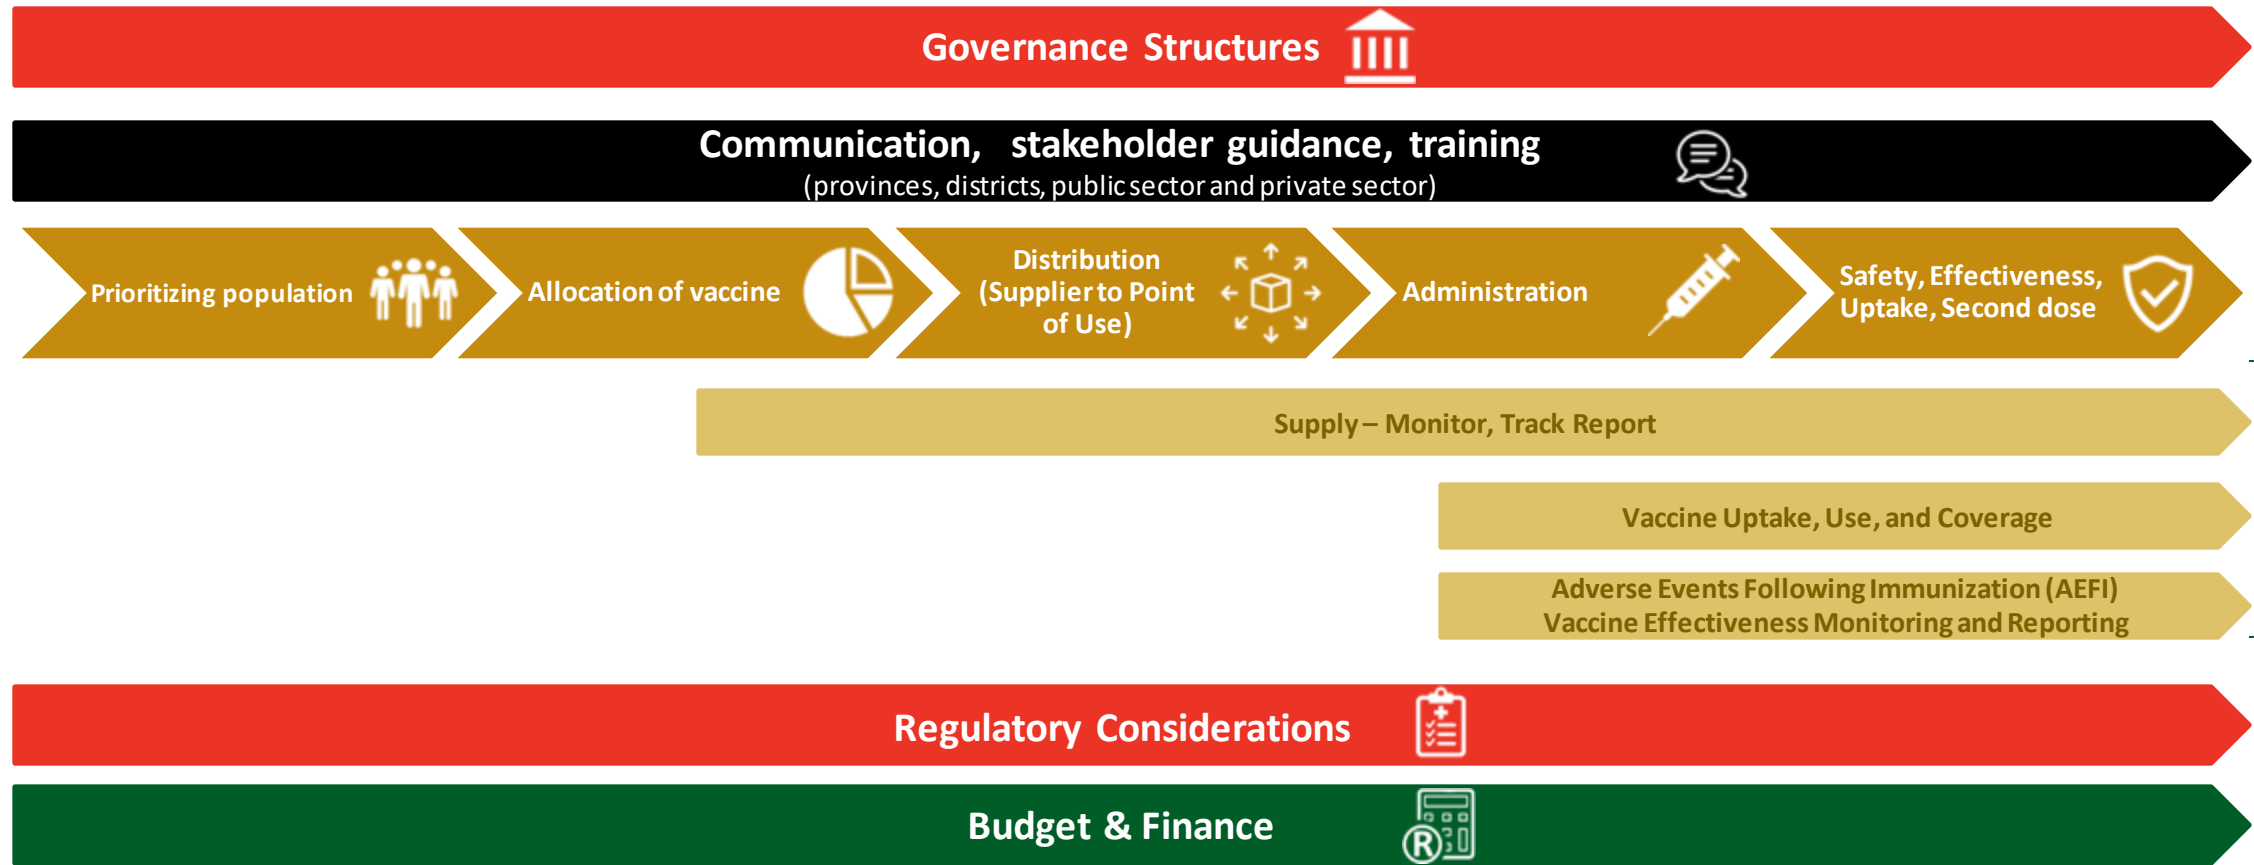 Governance Structures
Communication, stakeholder guidance, training
(provinces, districts, public sector and private sector)
Prioritizing population
Allocation of vaccine
Distribution
(Supplier to Point
of Use)
Administration
Safety, Effectiveness,
Uptake, Second dose
Supply – Monitor, Track Report
Vaccine Uptake, Use, and Coverage
Adverse Events Following Immunization (AEFI)
Vaccine Effectiveness Monitoring and Reporting
Regulatory Considerations
Budget & Finance
R